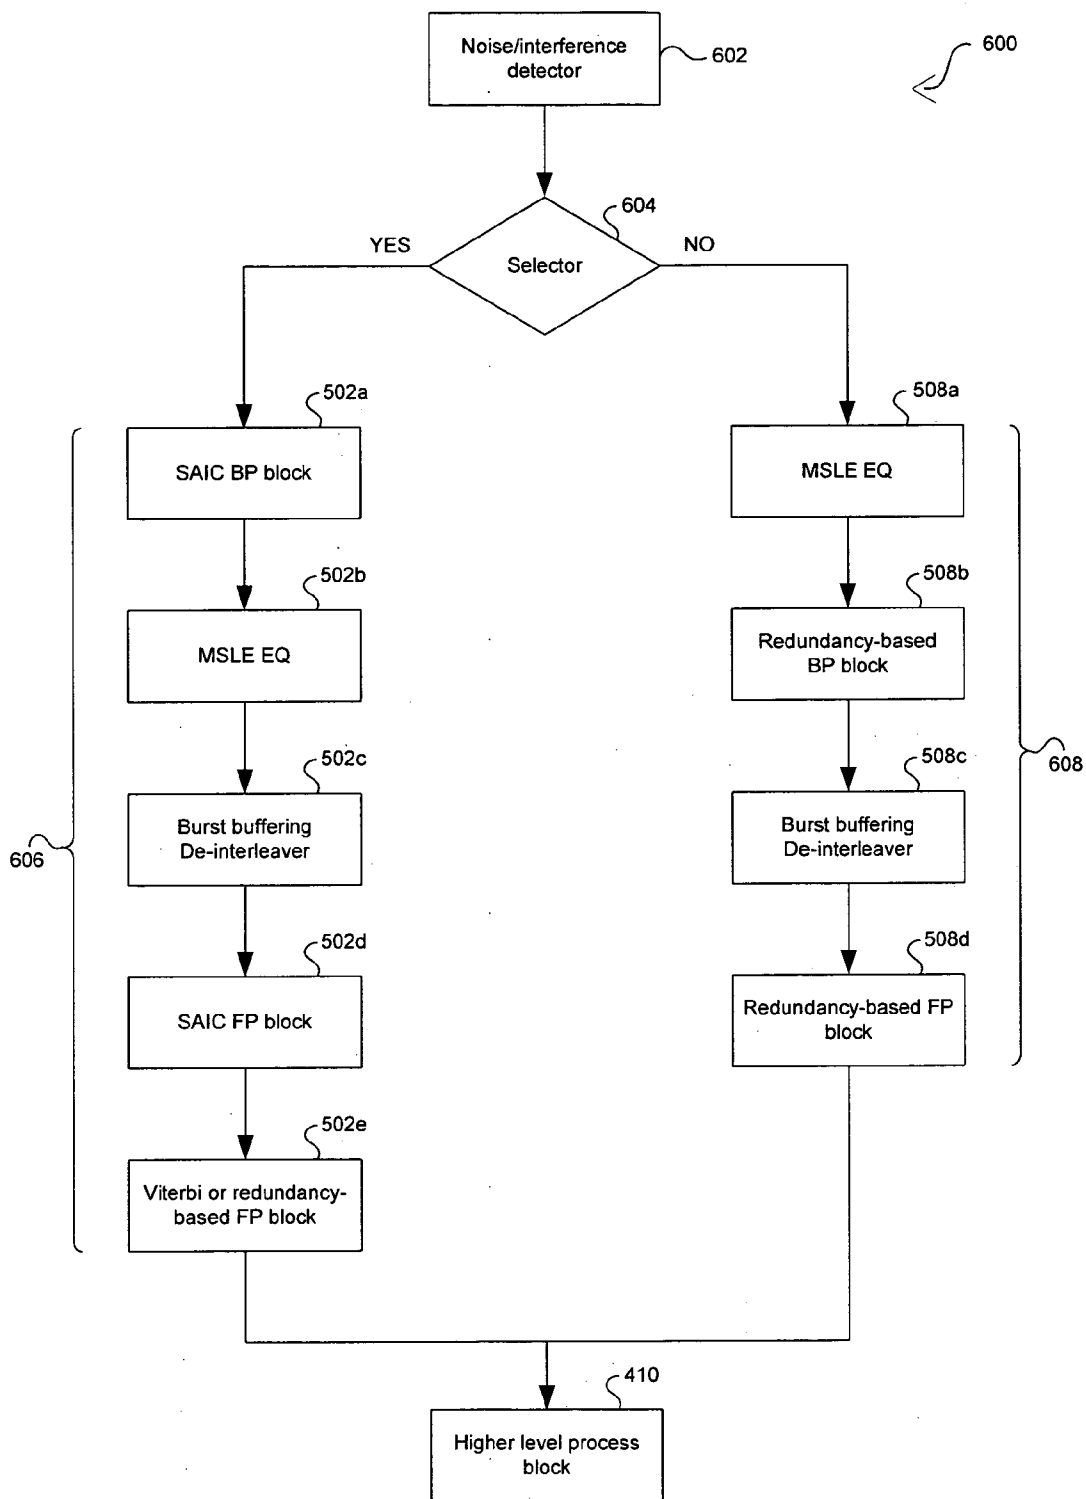 Noise/interference
detector
602
600
604
YES
Selector
NO
502a
SAIC BP block
508a
MSLE EQ
502b
MSLE EQ
508b
Redundancy-based
BP block
502c
Burst buffering
De-interleaver
508c
Burst buffering
De-interleaver
606
608
502d
SAIC FP block
508d
Redundancy-based FP
block
502e
Viterbi or redundancy-
based FP block
410
Higher level process
block